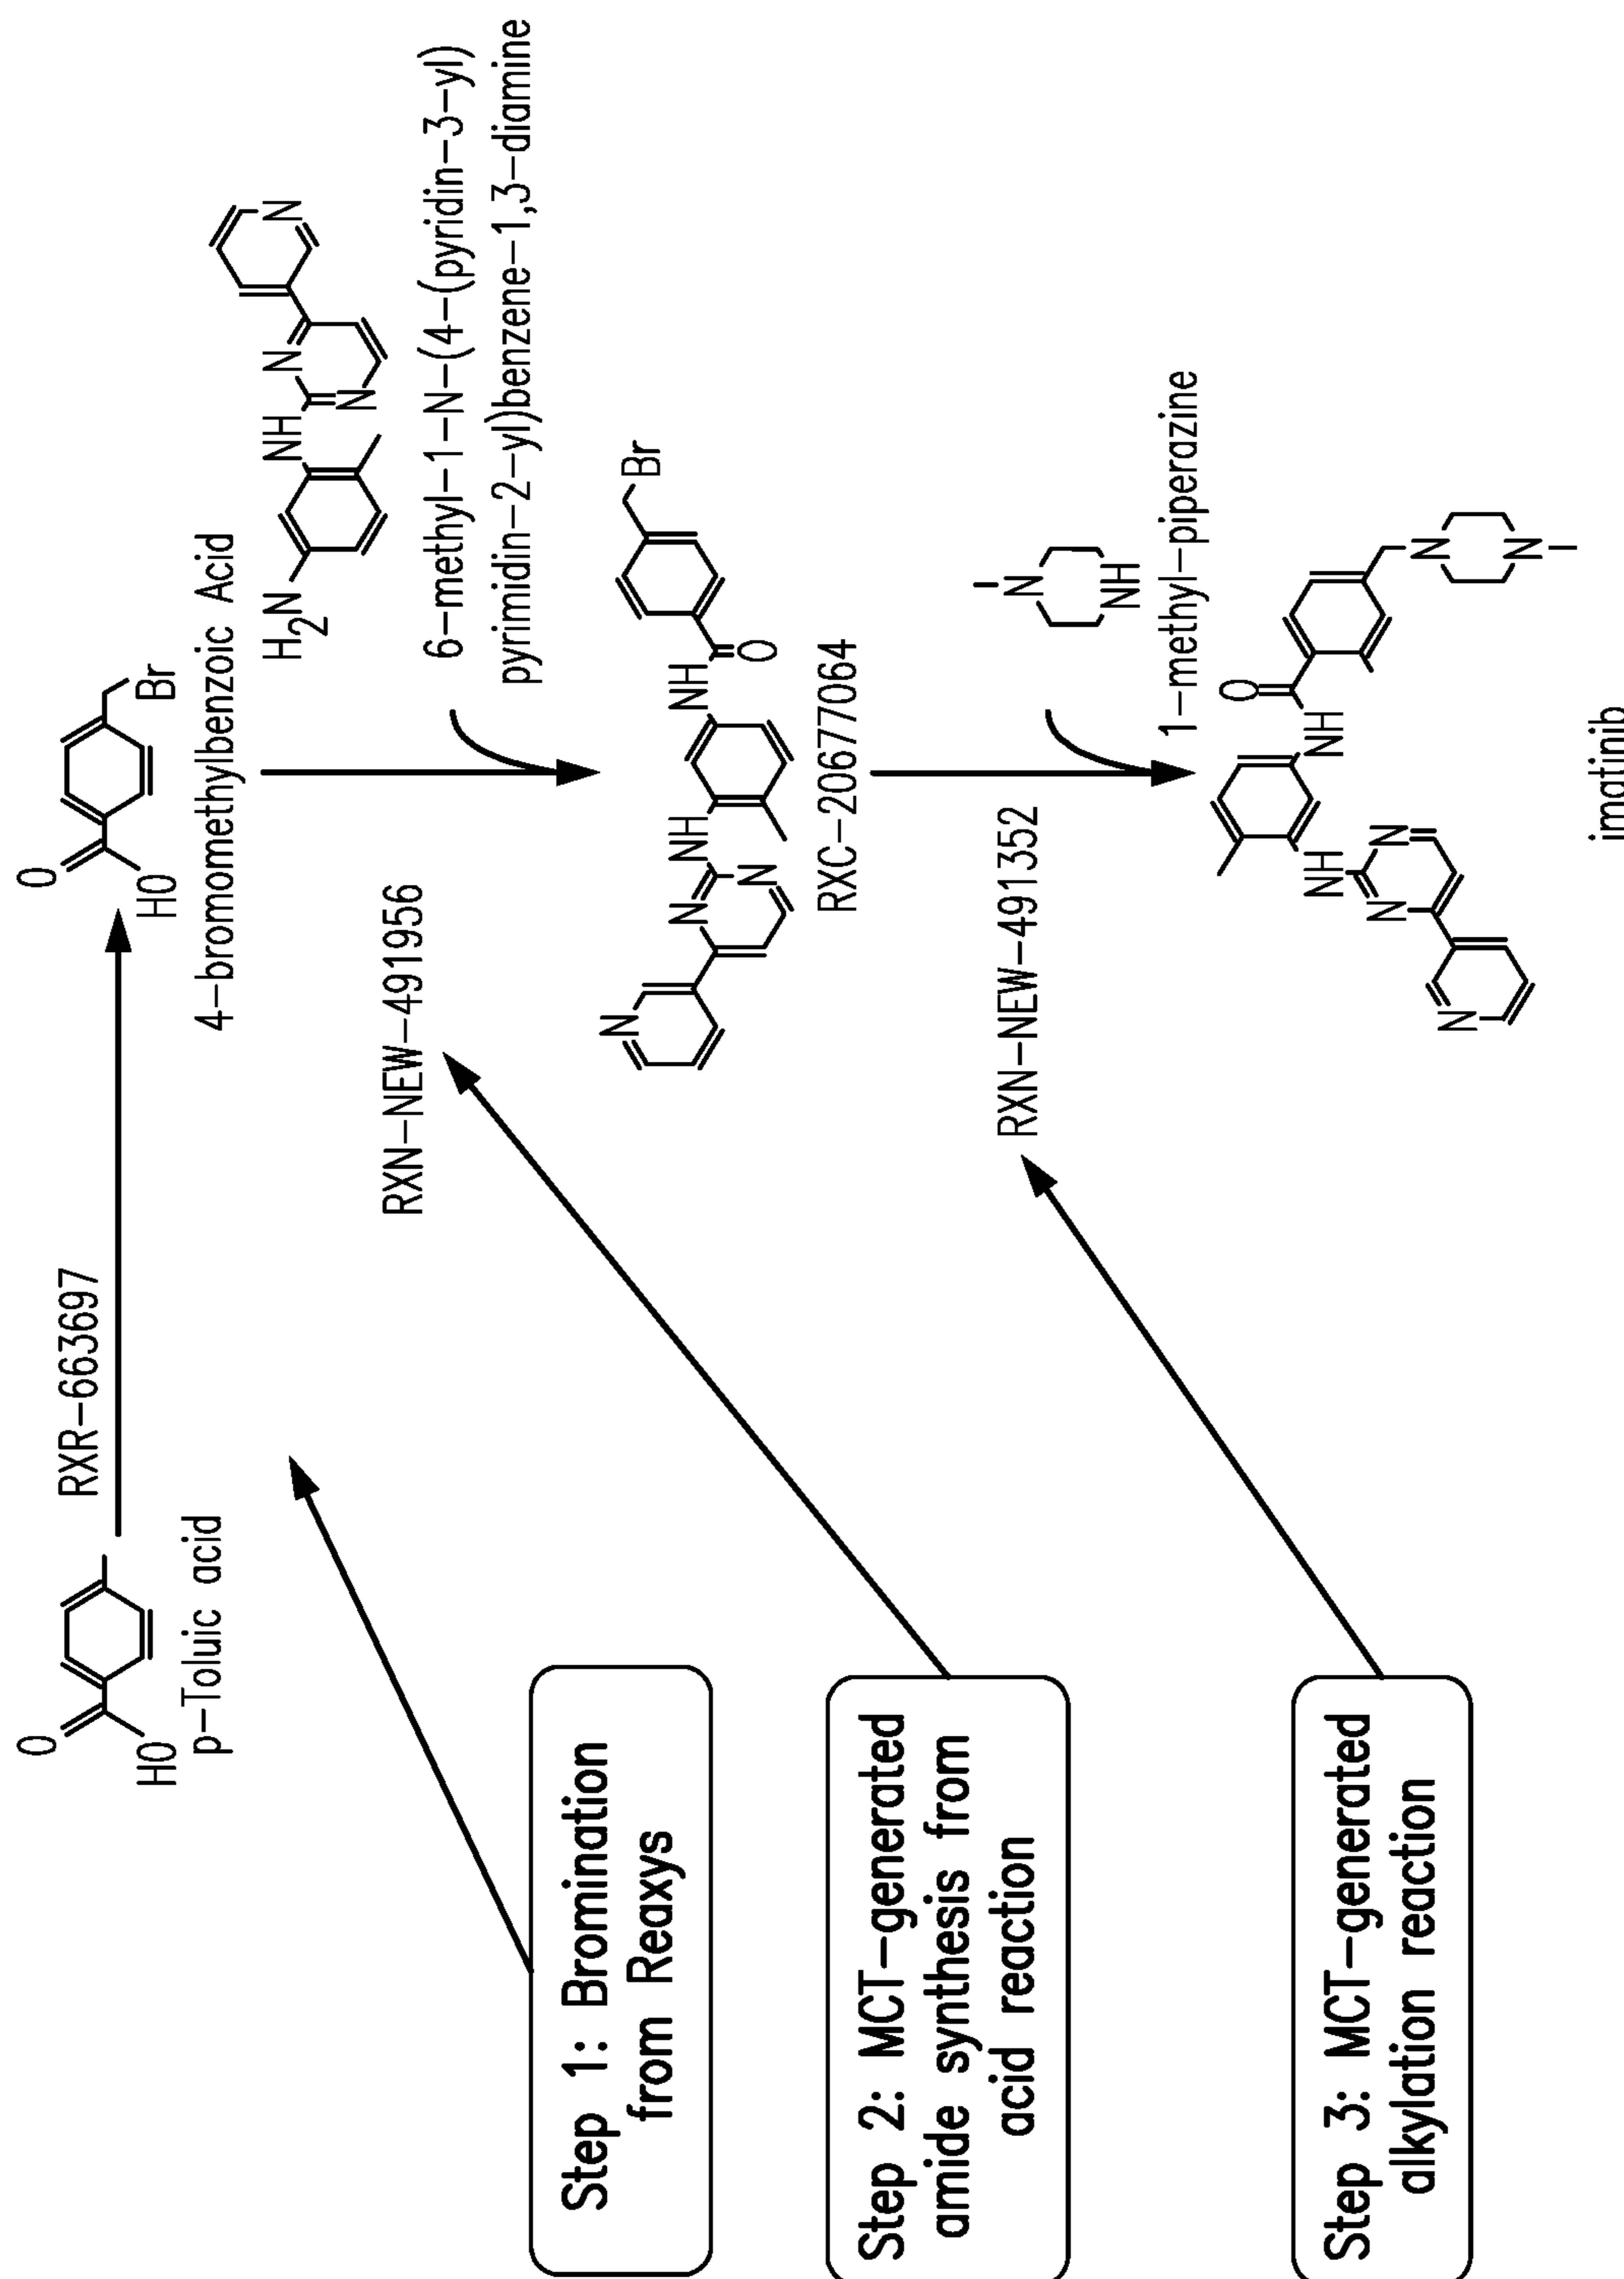 O
HO
p-Toluic acid
RXR-663697
O
HO
Br
4-bromomethylbenzoic Acid
H2N
NH
N
N
N
6-methyl-1-N-(4-(pyridin-3-yl)
pyrimidin-2-yl)benzene-1,3-diamine
RXN-NEW-491956
N
N
N
NH
NH
O
Br
RXC-20677064
N
NH
1-methyl-piperazine
RXN-NEW-491352
N
N
N
NH
NH
O
N
N
imatinib
Step 1: Bromination
from Reaxys
Step 2: MCT-generated
amide synthesis from
acid reaction
Step 3: MCT-generated
alkylation reaction